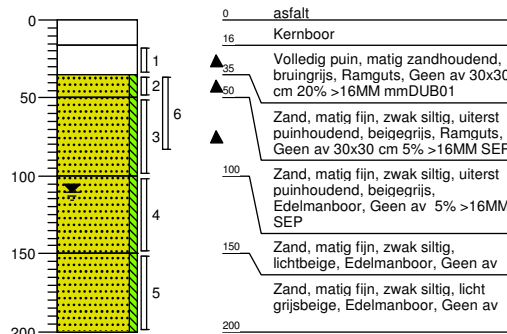 0
50
100
150
200
1
2
3
4
5
6
0 asfalt
16 Kernboor
35 Volledig puin, matig zandhoudend,
bruingrijs, Ramguts, Geen av 30x30
cm 20% >16MM mmDUB01
50 Zand, matig fijn, zwak siltig, uiterst
puinhoudend, beigegrijs, Ramguts,
Geen av 30x30 cm 5% >16MM SEP
100 Zand, matig fijn, zwak siltig, uiterst
puinhoudend, beigegrijs,
Edelmanboor, Geen av 5% >16MM
SEP
150 Zand, matig fijn, zwak siltig,
lichtbeige, Edelmanboor, Geen av
Zand, matig fijn, zwak siltig, licht
grijsbeige, Edelmanboor, Geen av
200